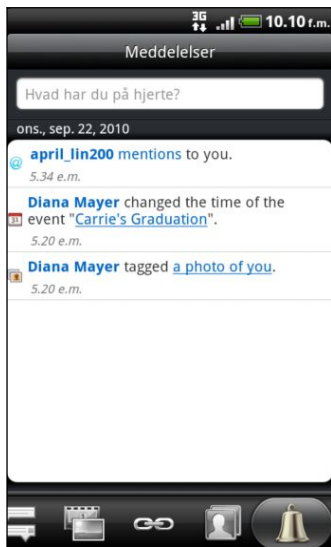 3G
10.10 f.m.
Meddelelser
Hvad har du på hjerte?
ons., sep. 22, 2010
april_lin200 mentions to you.
5.34 e.m.
Diana Mayer changed the time of the
event "Carrie's Graduation".
31
5.20 e.m.
Diana Mayer tagged a photo of you.
5.20 e.m.